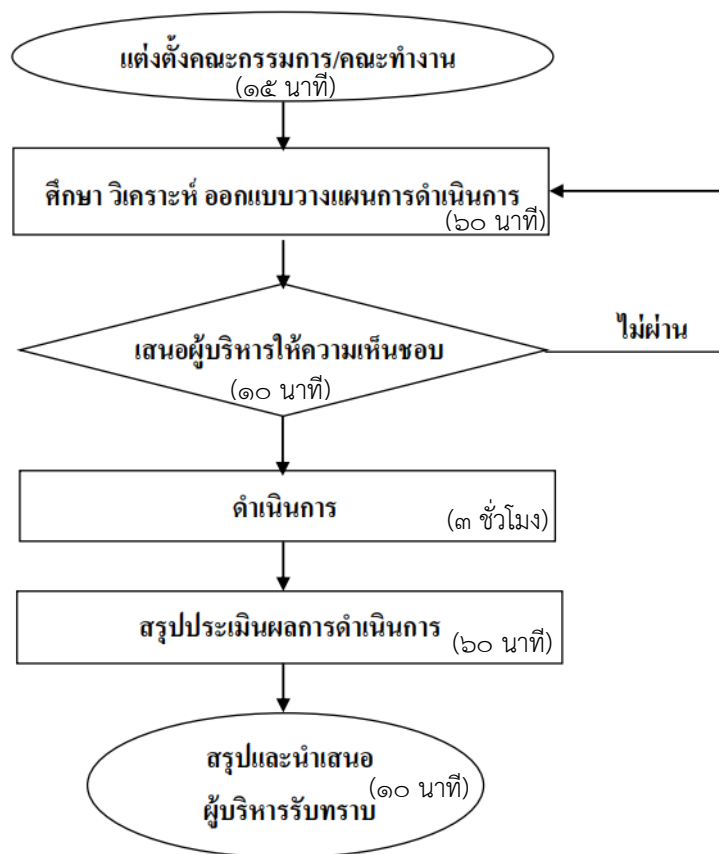 แต่งตั้งคณะกรรมการ/คณะทำงาน
(๑๕ นาที)
ศึกษา วิเคราะห์ ออกแบบวางแผนการดำเนินการ
(๖๐ นาที)
เสนอผู้บริหารให้ความเห็นชอบ
(๑๐ นาที)
ไม่ผ่าน
ดำเนินการ
(๓ ชั่วโมง)
สรุปประเมินผลการดำเนินการ
(๖๐ นาที)
สรุปและนำเสนอ
(๑๐ นาที)
ผู้บริหารรับทราบ